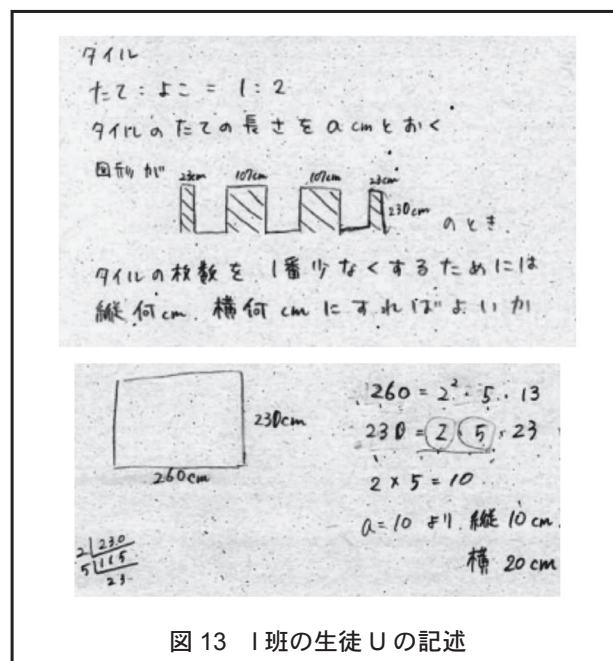 タイル
たて:よこ = 1:2
タイルのたての長さを a cmとおく
図形が
23cm 107cm 107cm 23cm
230cm
のとき.
タイルの枚数を 1番少なくするためには
縦何cm. 横何cmにすればよいか
230cm
260cm
260 = 2²・5・13
230 = 2・5・23
2×5=10
a=10 より. 縦 10cm.
横 20cm
2 230
5 115
23
図 13 I 班の生徒 U の記述